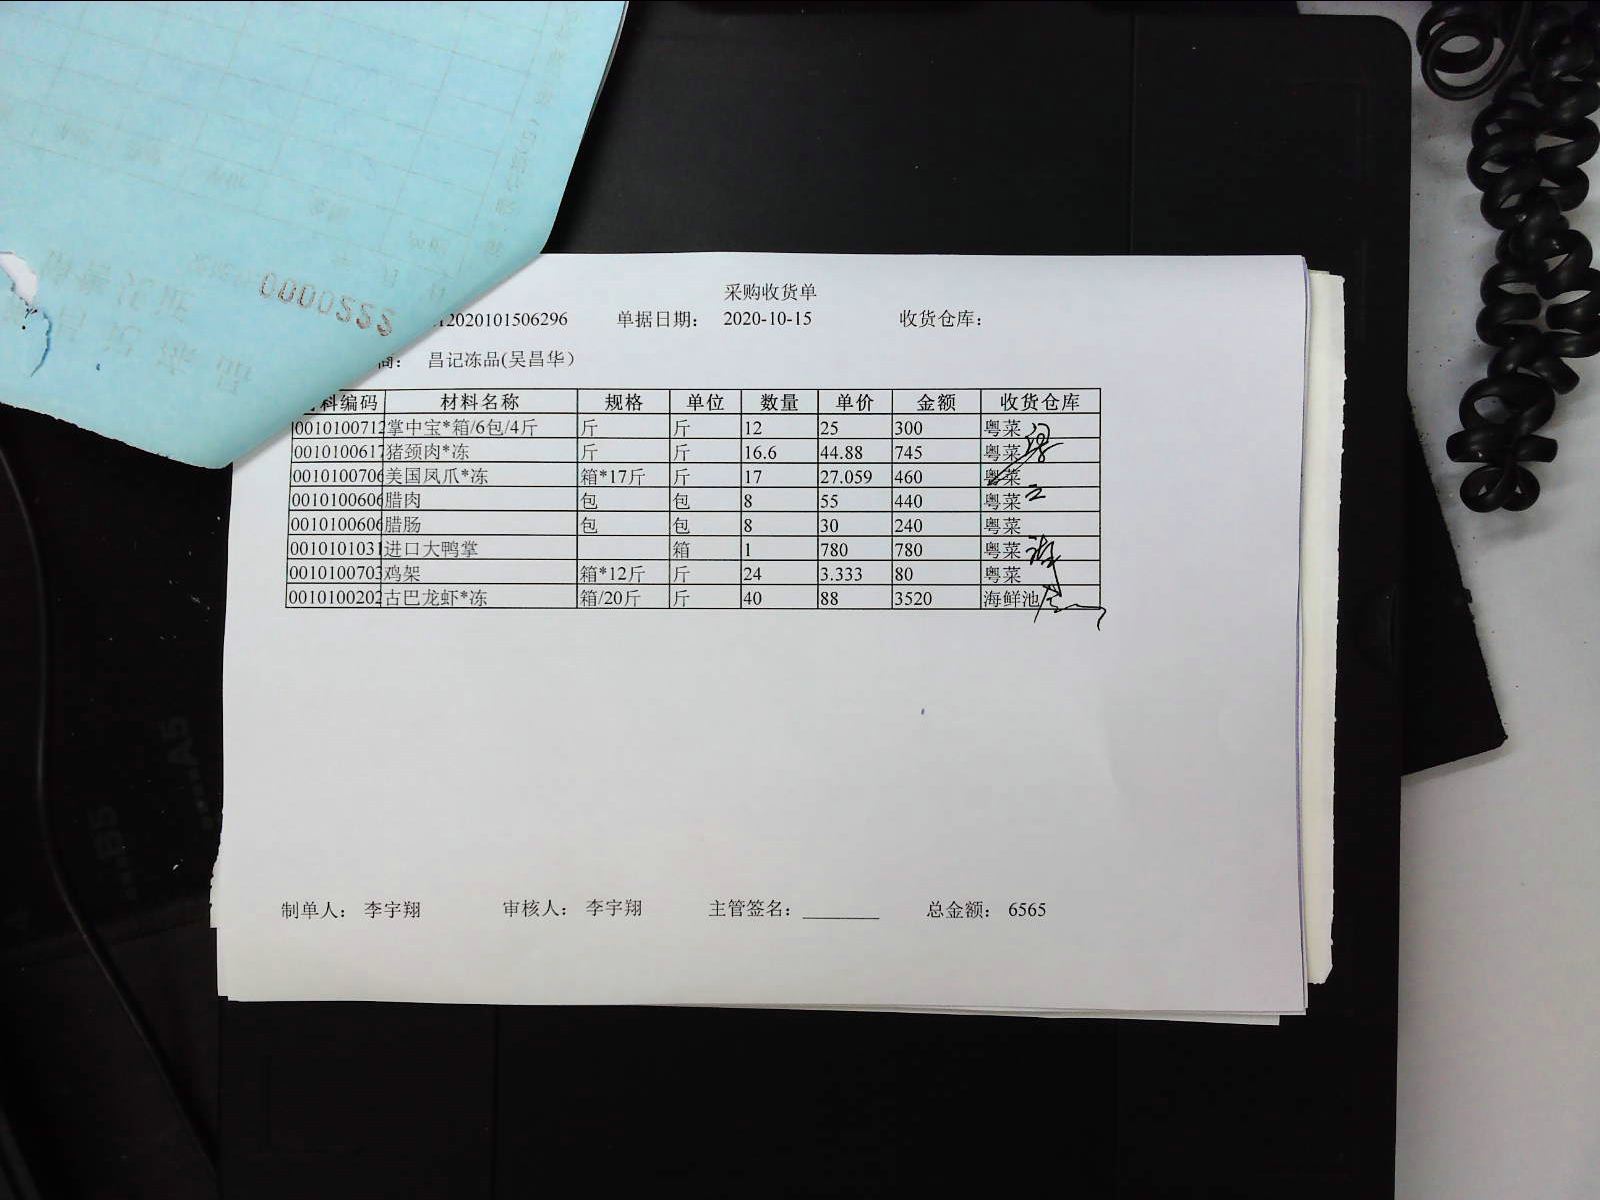 采购收货单
12020101506296 单据日期: 2020-10-15 收货仓库:
商: 昌记冻品(吴昌华)
料编码 材料名称 规格 单位 数量 单价 金额 收货仓库
0010100712 掌中宝*箱/6包/4斤 斤 斤 12 25 300 粤菜
0010100617 猪颈肉*冻 斤 斤 16.6 44.88 745 粤菜
0010100706 美国凤爪*冻 箱*17斤 斤 17 27.059 460 粤菜
0010100606 腊肉 包 包 8 55 440 粤菜
0010100606 腊肠 包 包 8 30 240 粤菜
0010101031 进口大鸭掌 箱 1 780 780 粤菜
0010100703 鸡架 箱*12斤 斤 24 3.333 80 粤菜
0010100202 古巴龙虾*冻 箱/20斤 斤 40 88 3520 海鲜池
制单人: 李宇翔 审核人: 李宇翔 主管签名: 总金额: 6565
0000222
B5
A5